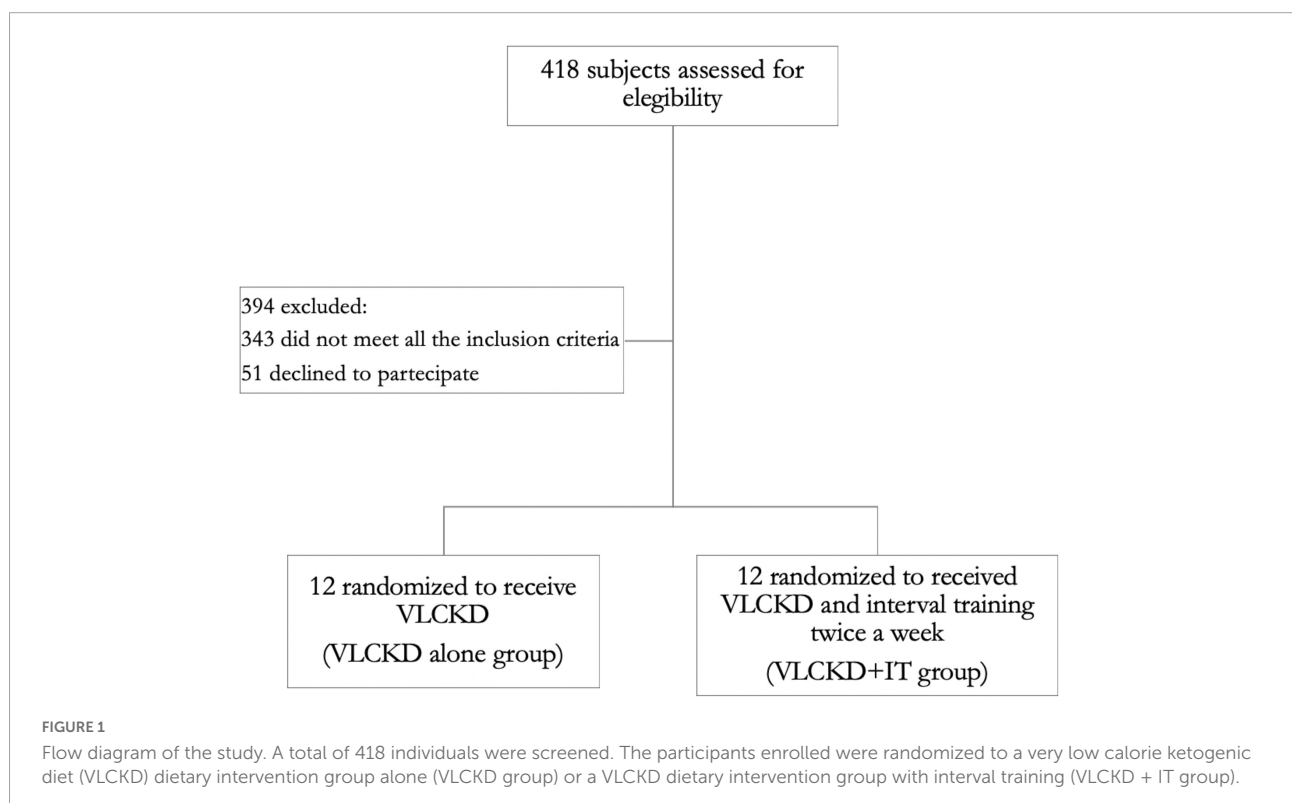 418 subjects assessed for
elegibility
394 excluded:
343 did not meet all the inclusion criteria
51 declined to partecipate
12 randomized to receive
VLCKD
(VLCKD alone group)
12 randomized to received
VLCKD and interval training
twice a week
(VLCKD+IT group)
FIGURE 1
Flow diagram of the study. A total of 418 individuals were screened. The participants enrolled were randomized to a very low calorie ketogenic
diet (VLCKD) dietary intervention group alone (VLCKD group) or a VLCKD dietary intervention group with interval training (VLCKD + IT group).